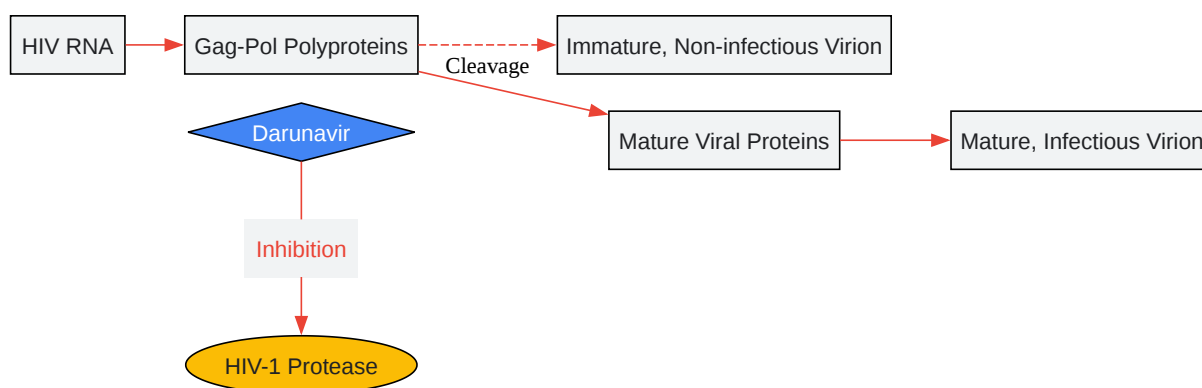 HIV RNA
Gag-Pol Polyproteins
Immature, Non-infectious Virion
Cleavage
Mature Viral Proteins
Mature, Infectious Virion
Darunavir
Inhibition
HIV-1 Protease